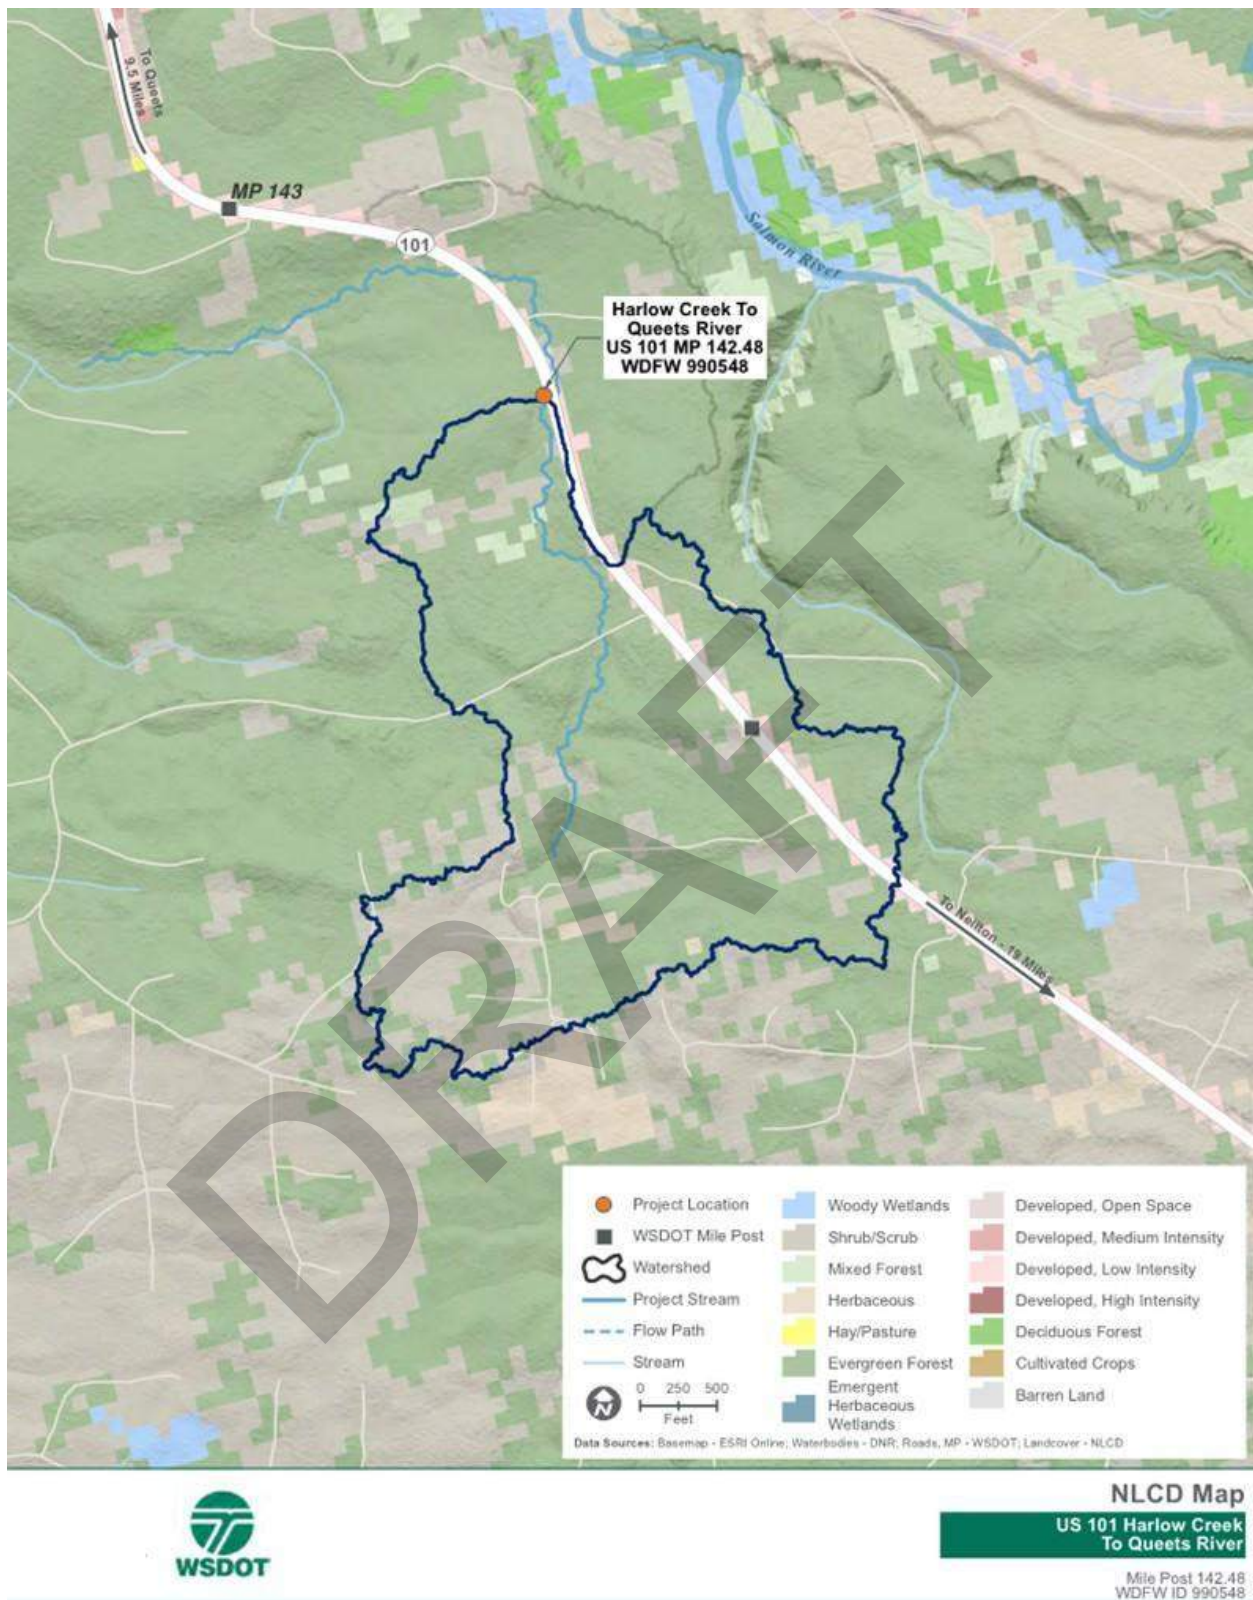 To Queets
9.5 Miles
MP 143
101
Salmon River
Harlow Creek To
Queets River
US 101 MP 142.48
WDFW 990548
To Neilton - 19 Miles
DRAFT
Project Location
WSDOT Mile Post
Watershed
Project Stream
Flow Path
Stream
N
0 250 500
Feet
Woody Wetlands
Shrub/Scrub
Mixed Forest
Herbaceous
Hay/Pasture
Evergreen Forest
Emergent
Herbaceous
Wetlands
Developed, Open Space
Developed, Medium Intensity
Developed, Low Intensity
Developed, High Intensity
Deciduous Forest
Cultivated Crops
Barren Land
Data Sources: Basemap - ESRI Online; Waterbodies - DNR; Roads, MP - WSDOT; Landcover - NLCD
WSDOT
NLCD Map
US 101 Harlow Creek
To Queets River
Mile Post 142.48
WDFW ID 990548